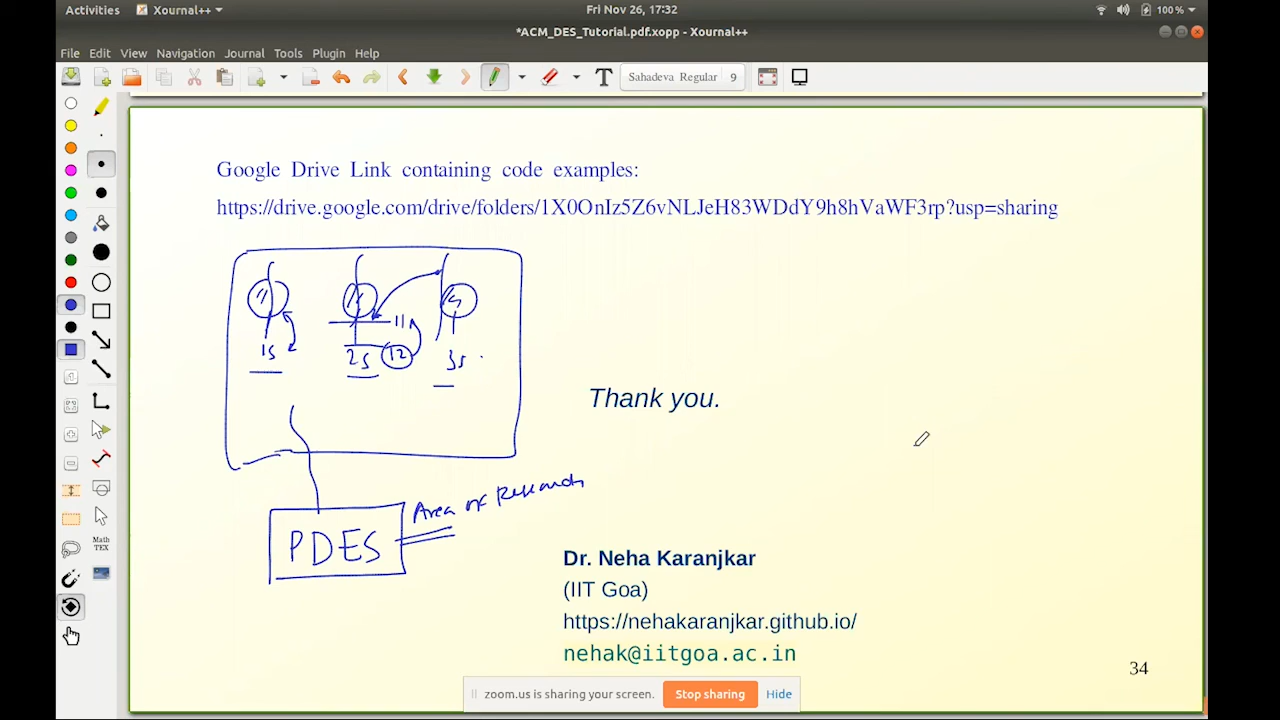 Activities Xournal++ Fri Nov 26, 17:32 100 %
*ACM_DES_Tutorial.pdf.xopp - Xournal++
File Edit View Navigation Journal Tools Plugin Help
Sahadeva Regular 9
Google Drive Link containing code examples:
https://drive.google.com/drive/folders/1X0OnIz5Z6vNLJeH83WDdY9h8hVaWF3rp?usp=sharing
11
1s 2s 12 3s
Thank you.
Area of Research
PDES
Dr. Neha Karanjkar
(IIT Goa)
https://nehakaranjkar.github.io/
nehak@iitgoa.ac.in
34
Math
TEX
zoom.us is sharing your screen. Stop sharing Hide